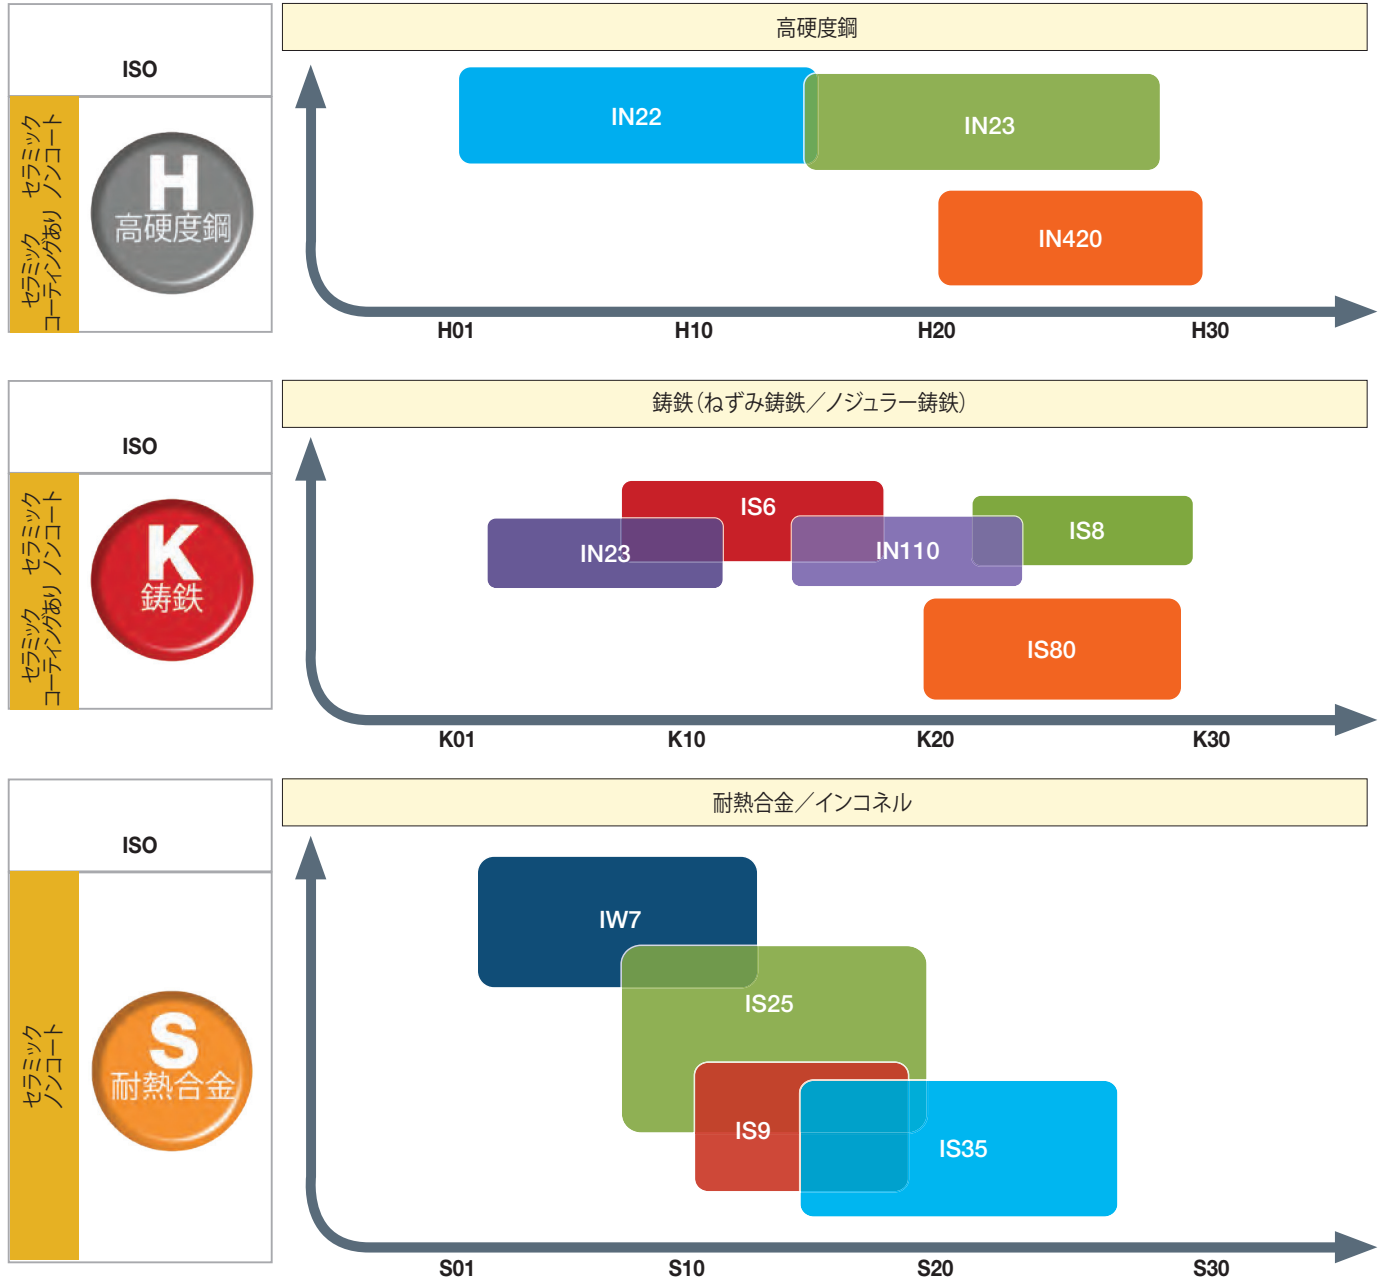 ISO
高硬度鋼
セラミック
ノンコート
セラミック
コーティングあり
H
高硬度鋼
IN22
IN23
IN420
H01
H10
H20
H30
ISO
鋳鉄(ねずみ鋳鉄／ノジュラー鋳鉄)
セラミック
ノンコート
セラミック
コーティングあり
K
鋳鉄
IS6
IN23
IN110
IS8
IS80
K01
K10
K20
K30
ISO
耐熱合金／インコネル
セラミック
ノンコート
S
耐熱合金
IW7
IS25
IS9
IS35
S01
S10
S20
S30